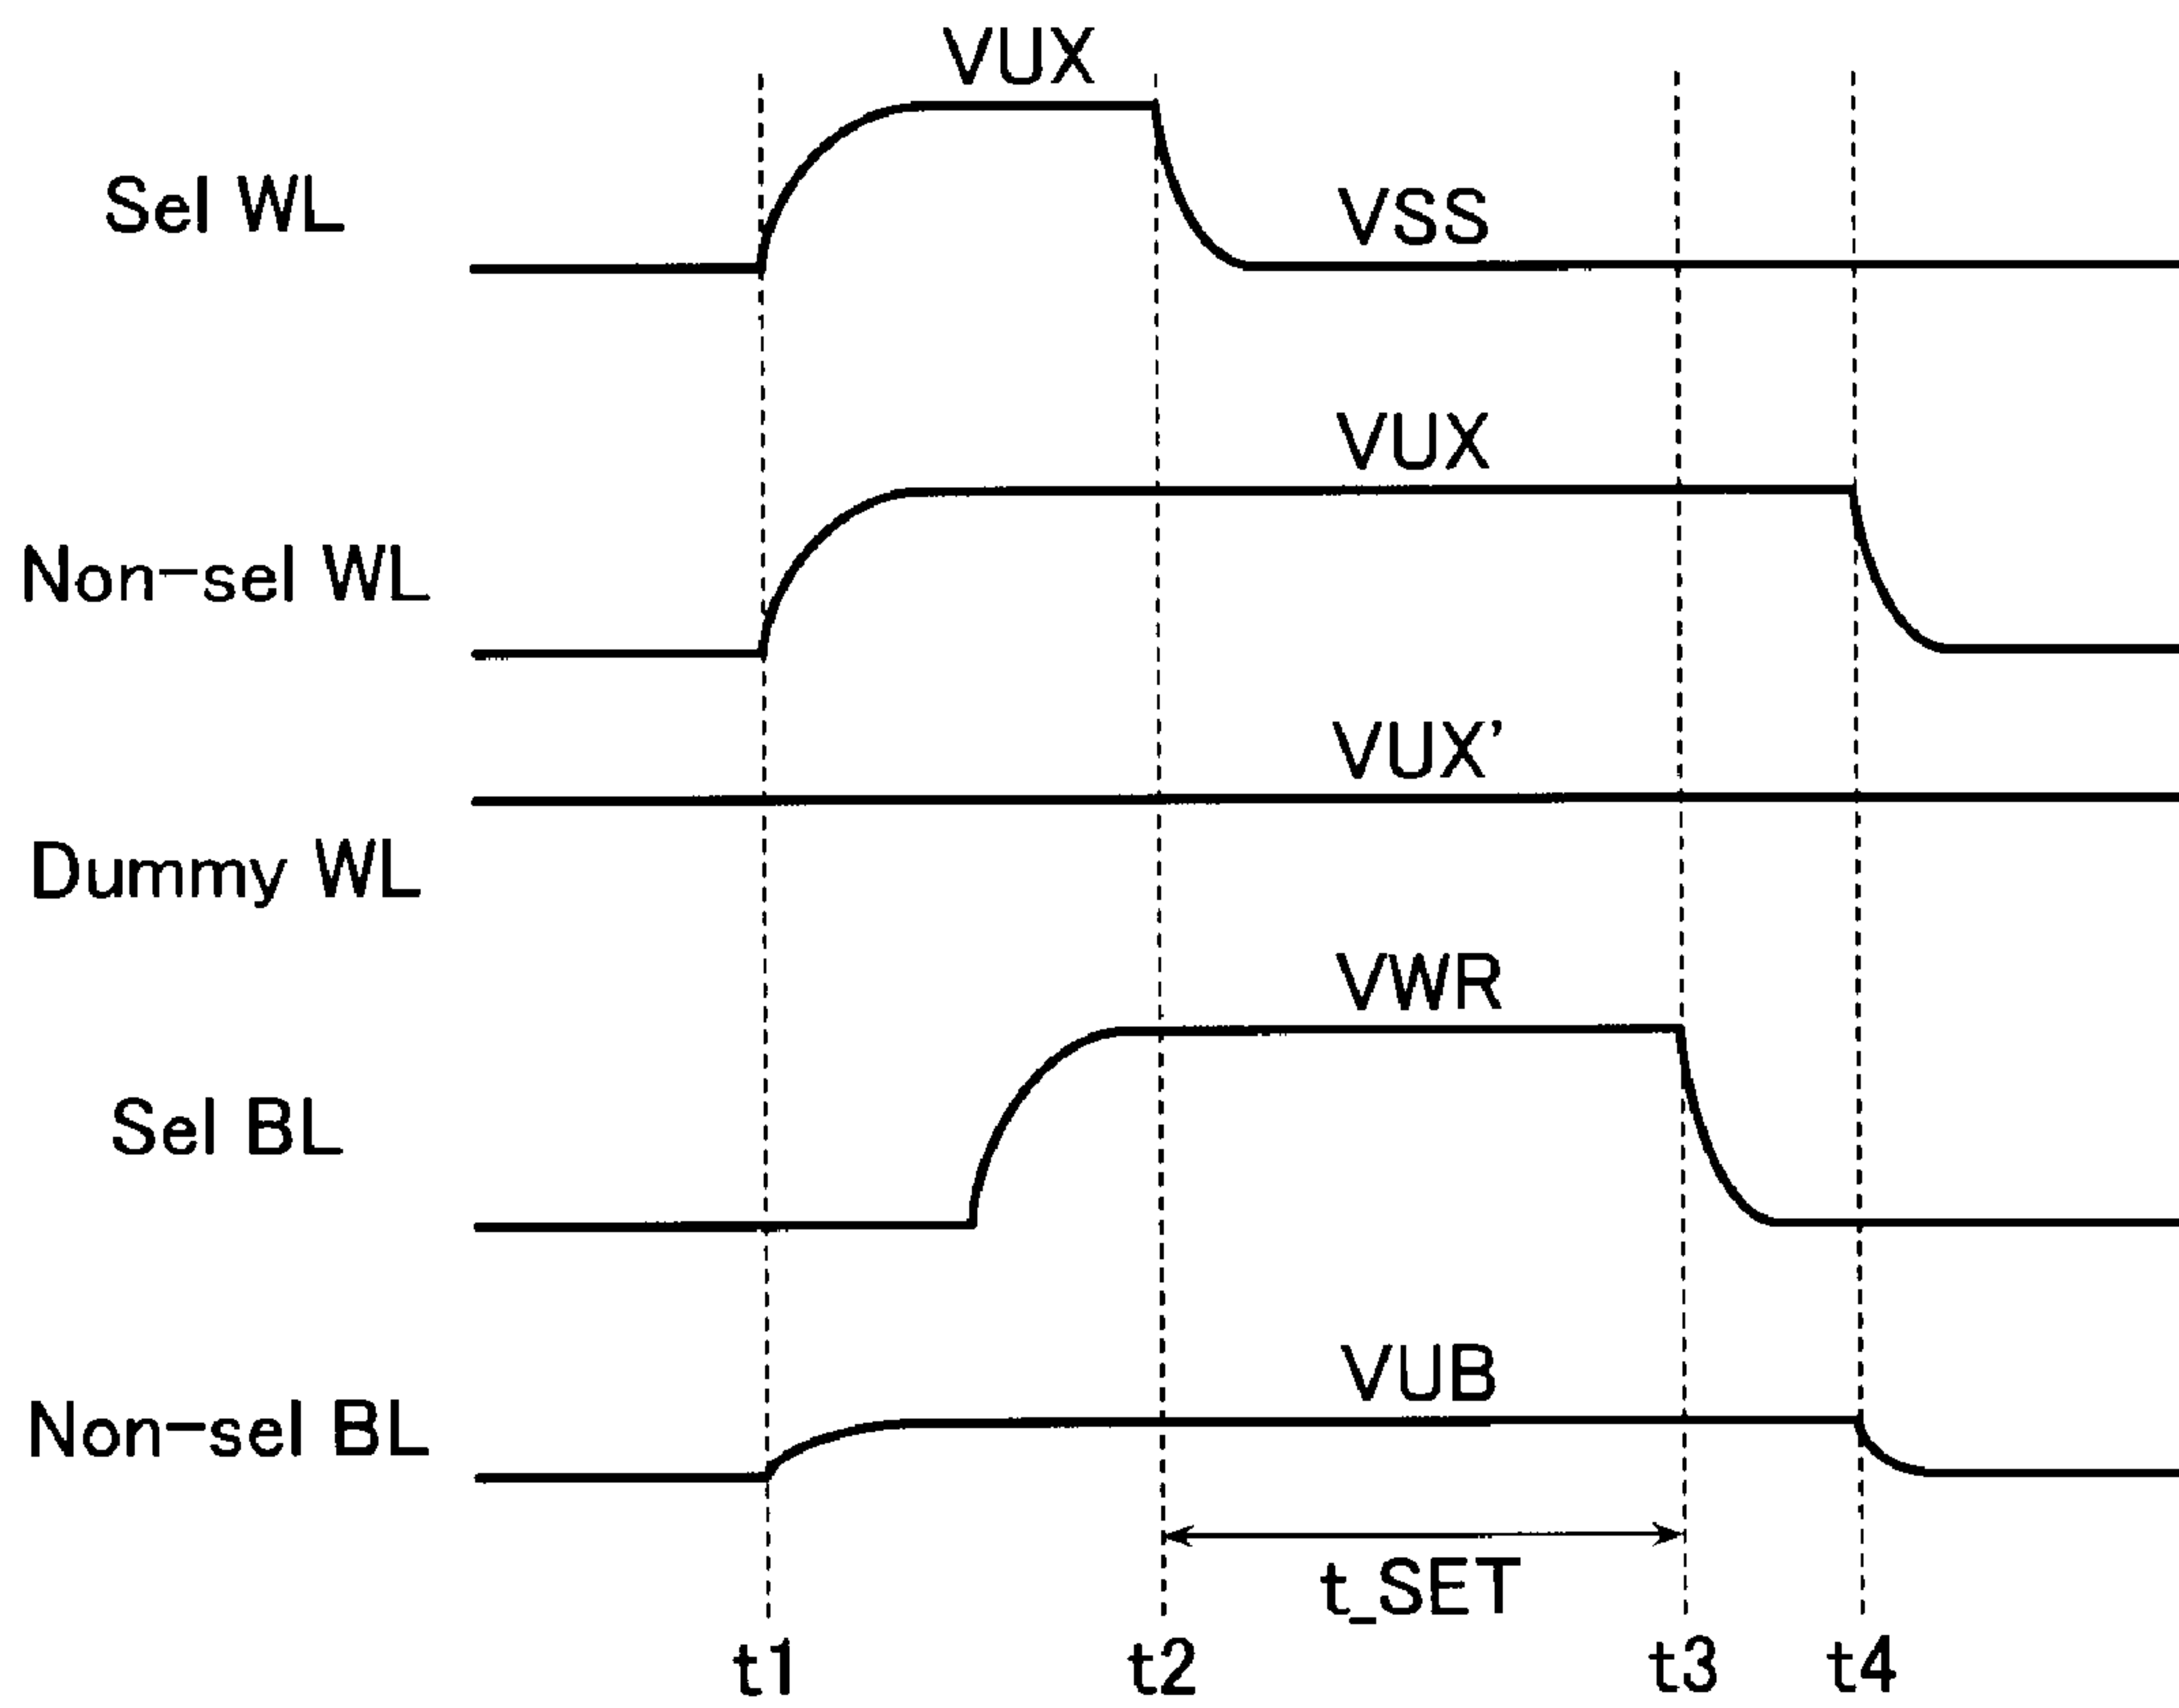 VUX
Sel WL
VSS
VUX
Non-sel WL
VUX'
Dummy WL
VWR
Sel BL
VUB
Non-sel BL
t_SET
t1 t2 t3 t4